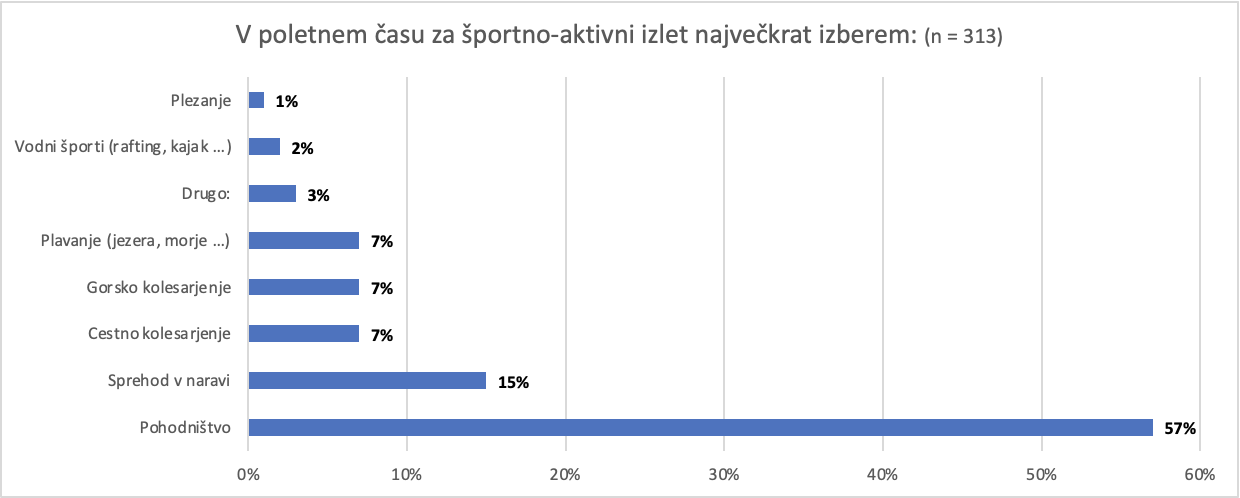 V poletnem času za športno-aktivni izlet največkrat izberem: (n = 313)
Plezanje 1%
Vodni športi (rafting, kajak ...) 2%
Drugo: 3%
Plavanje (jezera, morje ...) 7%
Gorsko kolesarjenje 7%
Cestno kolesarjenje 7%
Sprehod v naravi 15%
Pohodništvo 57%
0% 10% 20% 30% 40% 50% 60%